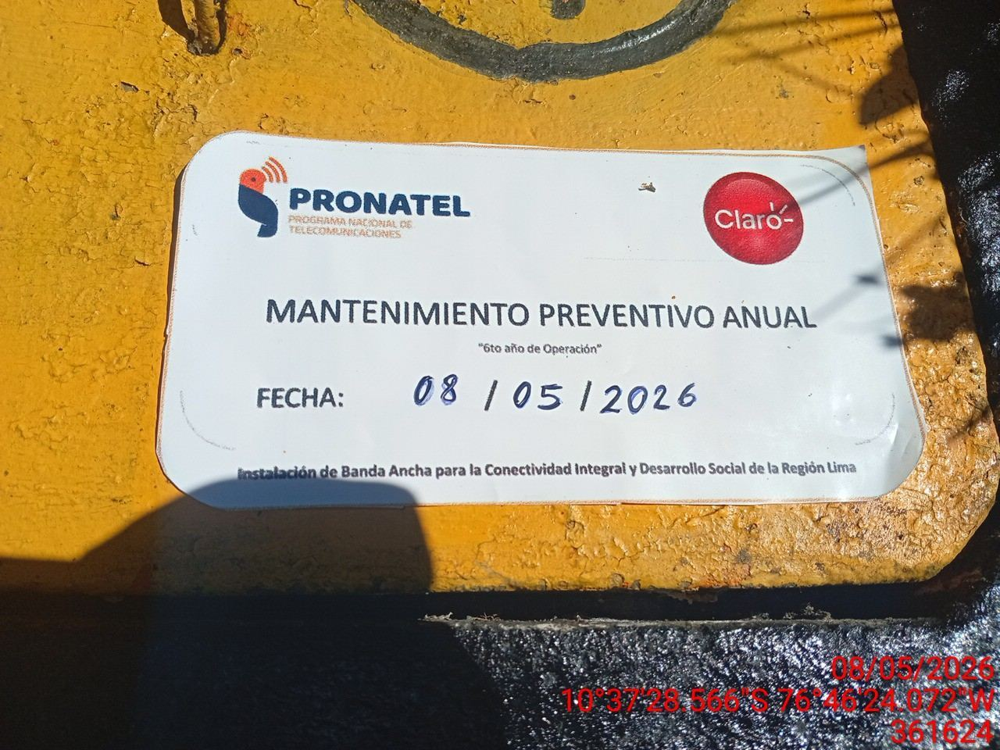 PRONATEL
PROGRAMA NACIONAL DE
TELECOMUNICACIONES
Claro
MANTENIMIENTO PREVENTIVO ANUAL
"6to año de Operación"
FECHA: 08 / 05 / 2026
Instalación de Banda Ancha para la Conectividad Integral y Desarrollo Social de la Región Lima
08/05/2026
10°37'28.566"S 76°46'24.072"W
361624